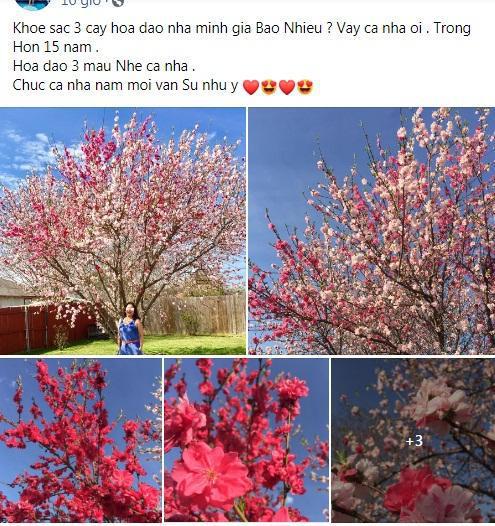 10 giờ ·
Khoe sac 3 cay hoa dao nha minh gia Bao Nhieu ? Vay ca nha oi . Trong
Hon 15 nam .
Hoa dao 3 mau Nhe ca nha .
Chuc ca nha nam moi van Su nhu y ❤️😍❤️😍
+3